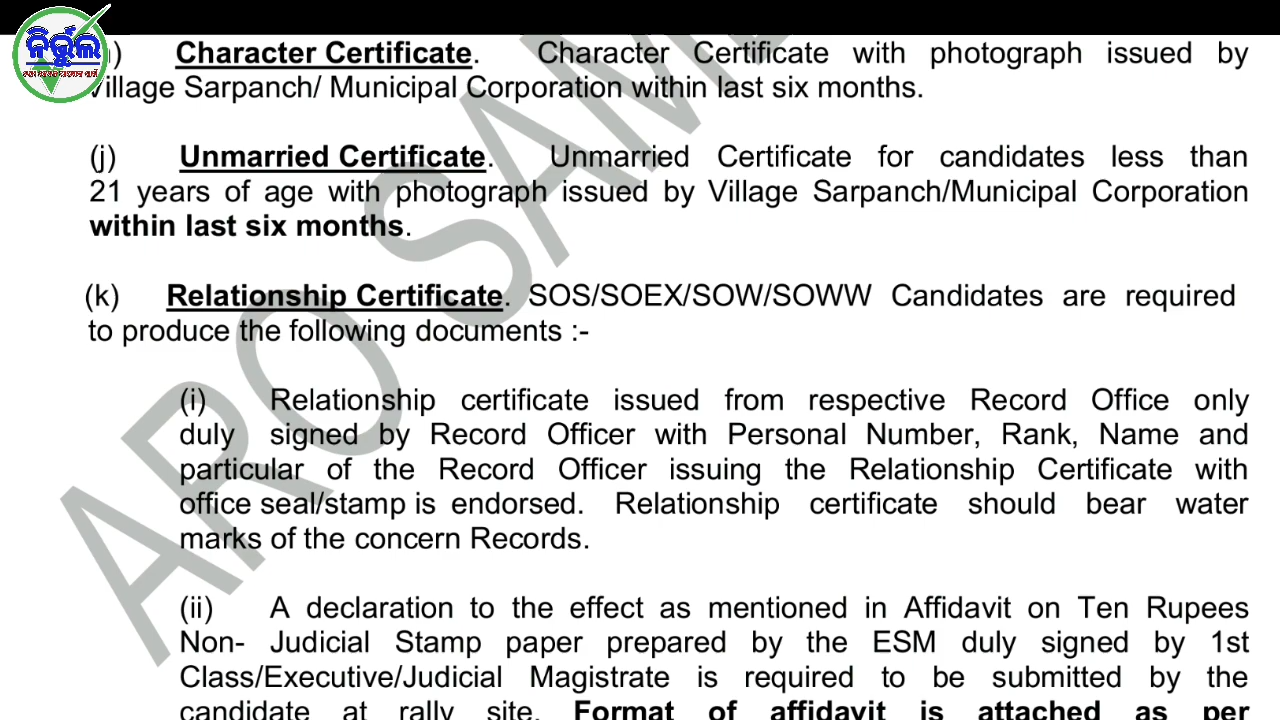 ନିର୍ଭୁଲ
) Character Certificate. Character Certificate with photograph issued by
Village Sarpanch/ Municipal Corporation within last six months.
(j) Unmarried Certificate. Unmarried Certificate for candidates less than
21 years of age with photograph issued by Village Sarpanch/Municipal Corporation
within last six months.
(k) Relationship Certificate. SOS/SOEX/SOW/SOWW Candidates are required
to produce the following documents :-
(i) Relationship certificate issued from respective Record Office only
duly signed by Record Officer with Personal Number, Rank, Name and
particular of the Record Officer issuing the Relationship Certificate with
office seal/stamp is endorsed. Relationship certificate should bear water
marks of the concern Records.
(ii) A declaration to the effect as mentioned in Affidavit on Ten Rupees
Non- Judicial Stamp paper prepared by the ESM duly signed by 1st
Class/Executive/Judicial Magistrate is required to be submitted by the
candidate at rally site. Format of affidavit is attached as per
ARO SAM